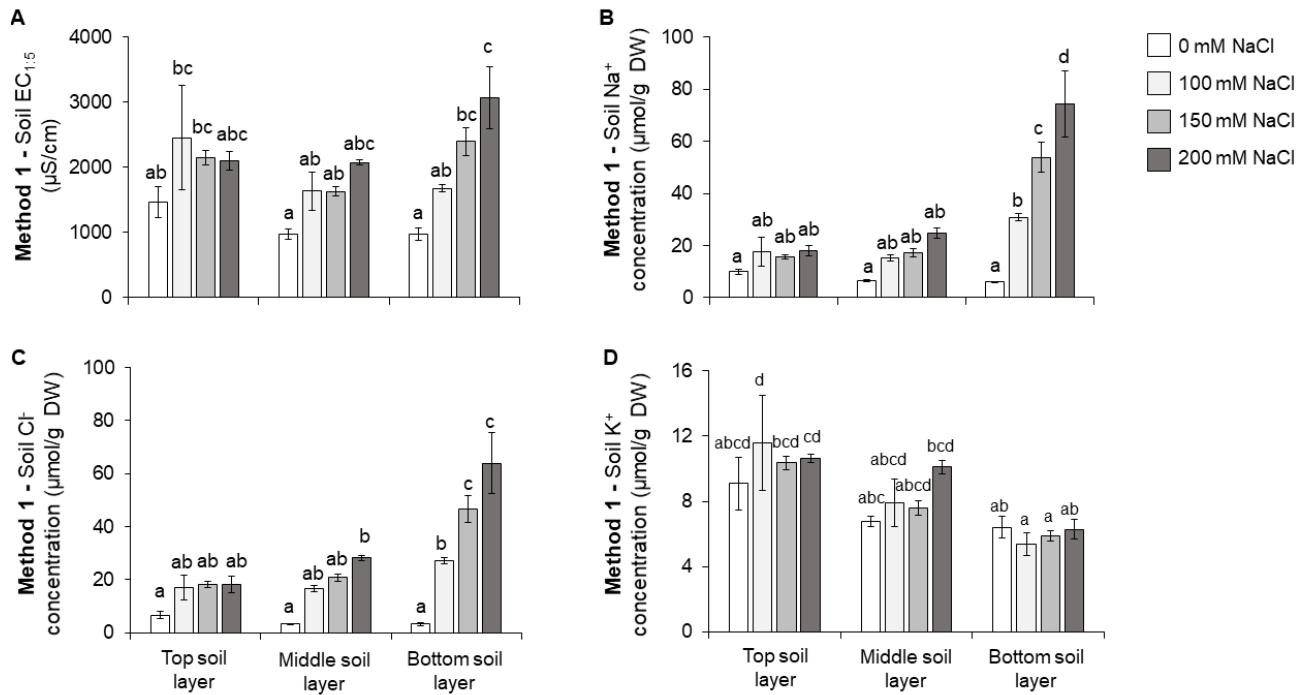 A
Method 1 - Soil EC1:5
(µS/cm)
4000
3000
2000
1000
0
ab
bc
bc
abc
a
ab
ab
abc
a
ab
bc
c
B
Method 1 - Soil Na+
concentration (µmol/g DW)
100
80
60
40
20
0
a
ab
ab
ab
a
ab
ab
ab
a
b
c
d
0 mM NaCl
100 mM NaCl
150 mM NaCl
200 mM NaCl
C
Method 1 - Soil Cl-
concentration (µmol/g DW)
100
80
60
40
20
0
a
ab
ab
ab
a
ab
ab
b
a
b
c
c
Top soil
layer
Middle soil
layer
Bottom soil
layer
D
Method 1 - Soil K+
concentration (µmol/g DW)
16
12
8
4
0
abcd
d
bcd
cd
abc
abcd
abcd
bcd
ab
a
a
ab
Top soil
layer
Middle soil
layer
Bottom soil
layer